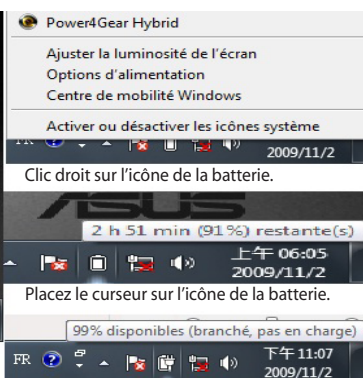 Power4Gear Hybrid
Ajuster la luminosité de l'écran
Options d'alimentation
Centre de mobilité Windows
Activer ou désactiver les icônes système
2009/11/2
Clic droit sur l'icône de la batterie.
ASUS
2 h 51 min (91%) restante(s)
上午 06:05
2009/11/2
Placez le curseur sur l'icône de la batterie.
99% disponibles (branché, pas en charge)
FR
下午 11:07
2009/11/2